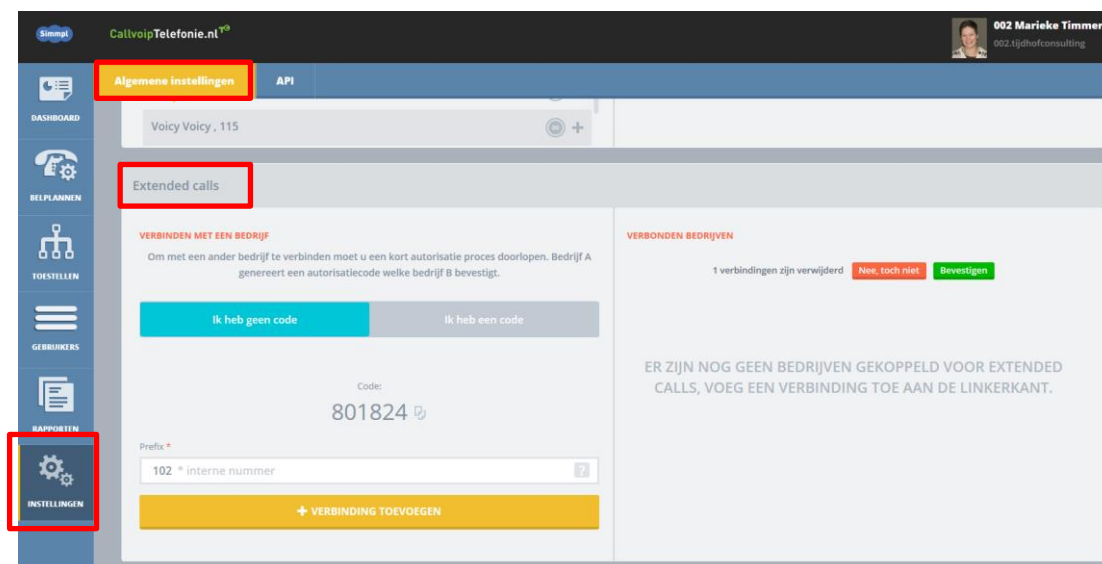 Simmpl
CallvoipTelefonie.nl TG
002 Marieke Timmer
002.tijdhofconsulting
Algemene instellingen
API
DASHBOARD
Voicy Voicy , 115
BELPLANNEN
Extended calls
VERBINDEN MET EEN BEDRIJF
Om met een ander bedrijf te verbinden moet u een kort autorisatie proces doorlopen. Bedrijf A
genereert een autorisatiecode welke bedrijf B bevestigt.
Ik heb geen code
Ik heb een code
Code:
801824
Prefix *
102 * interne nummer
?
+ VERBINDING TOEVOEGEN
VERBONDEN BEDRIJVEN
1 verbindingen zijn verwijderd
Nee, toch niet
Bevestigen
ER ZIJN NOG GEEN BEDRIJVEN GEKOPPELD VOOR EXTENDED
CALLS, VOEG EEN VERBINDING TOE AAN DE LINKERKANT.
TOESTELLEN
GEBRUIKERS
RAPPORTEN
INSTELLINGEN